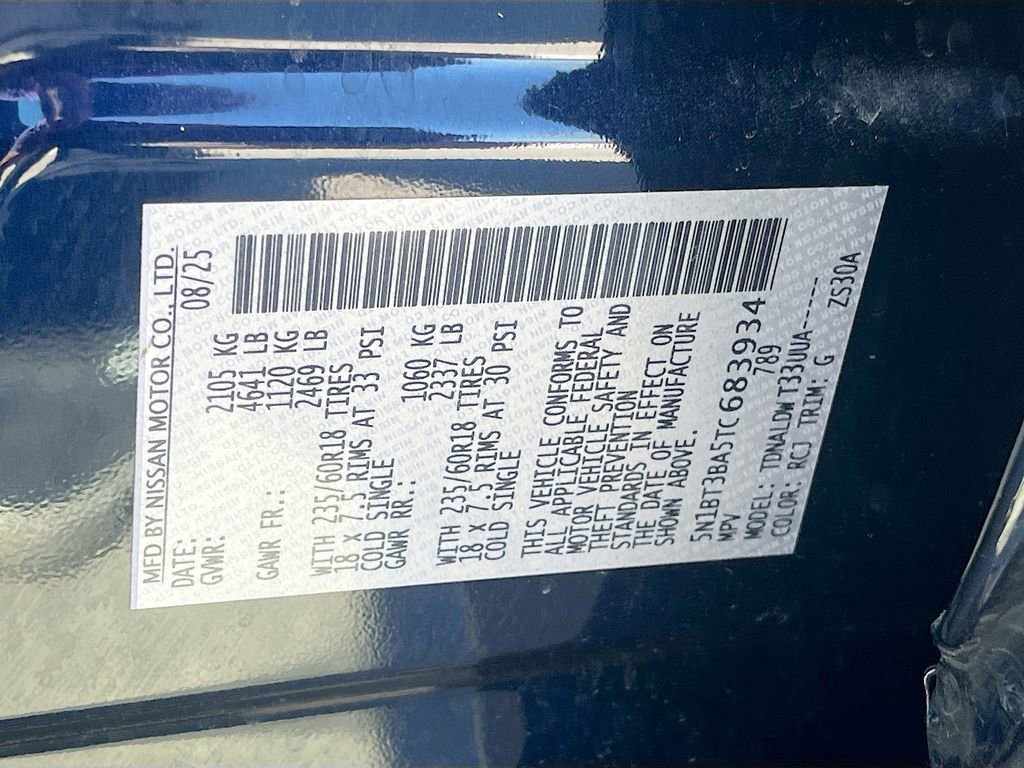 MFD BY NISSAN MOTOR CO., LTD.
DATE: 08/25
GVWR: 2105 KG
4641 LB
GAWR FR.: 1120 KG
2469 LB
WITH 235/60R18 TIRES
18 X 7.5 RIMS AT 33 PSI
COLD SINGLE
GAWR RR.: 1060 KG
2337 LB
WITH 235/60R18 TIRES
18 X 7.5 RIMS AT 30 PSI
COLD SINGLE
THIS VEHICLE CONFORMS TO
ALL APPLICABLE FEDERAL
MOTOR VEHICLE SAFETY AND
THEFT PREVENTION
STANDARDS IN EFFECT ON
THE DATE OF MANUFACTURE
SHOWN ABOVE.
5N1BT3BA5TC683934
MPV 789
MODEL: TDNALDW T33UUA------
COLOR: RCJ TRIM: G ZS30A